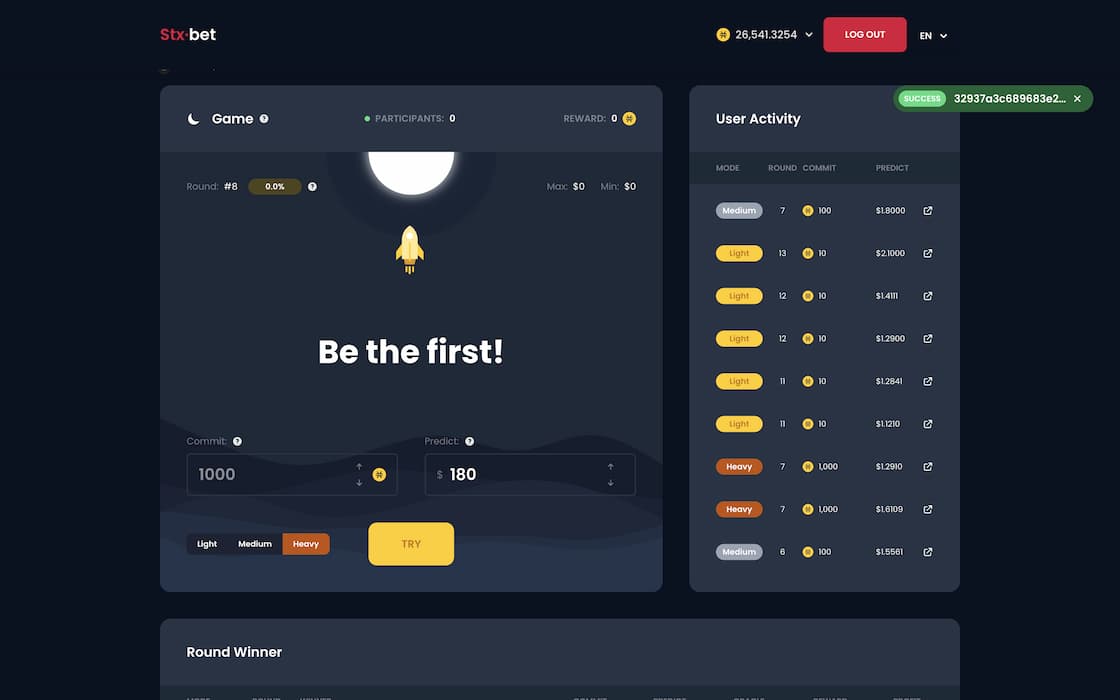 Stx·bet
26,541.3254
LOG OUT
EN
SUCCESS 32937a3c689683e2...
Game
PARTICIPANTS: 0
REWARD: 0
Round: #8
0.0%
Max: $0 Min: $0
Be the first!
Commit:
1000
Predict:
$ 180
Light Medium Heavy
TRY
User Activity
MODE ROUND COMMIT PREDICT
Medium 7 100 $1.8000
Light 13 10 $2.1000
Light 12 10 $1.4111
Light 12 10 $1.2900
Light 11 10 $1.2841
Light 11 10 $1.1210
Heavy 7 1,000 $1.2910
Heavy 7 1,000 $1.6109
Medium 6 100 $1.5561
Round Winner